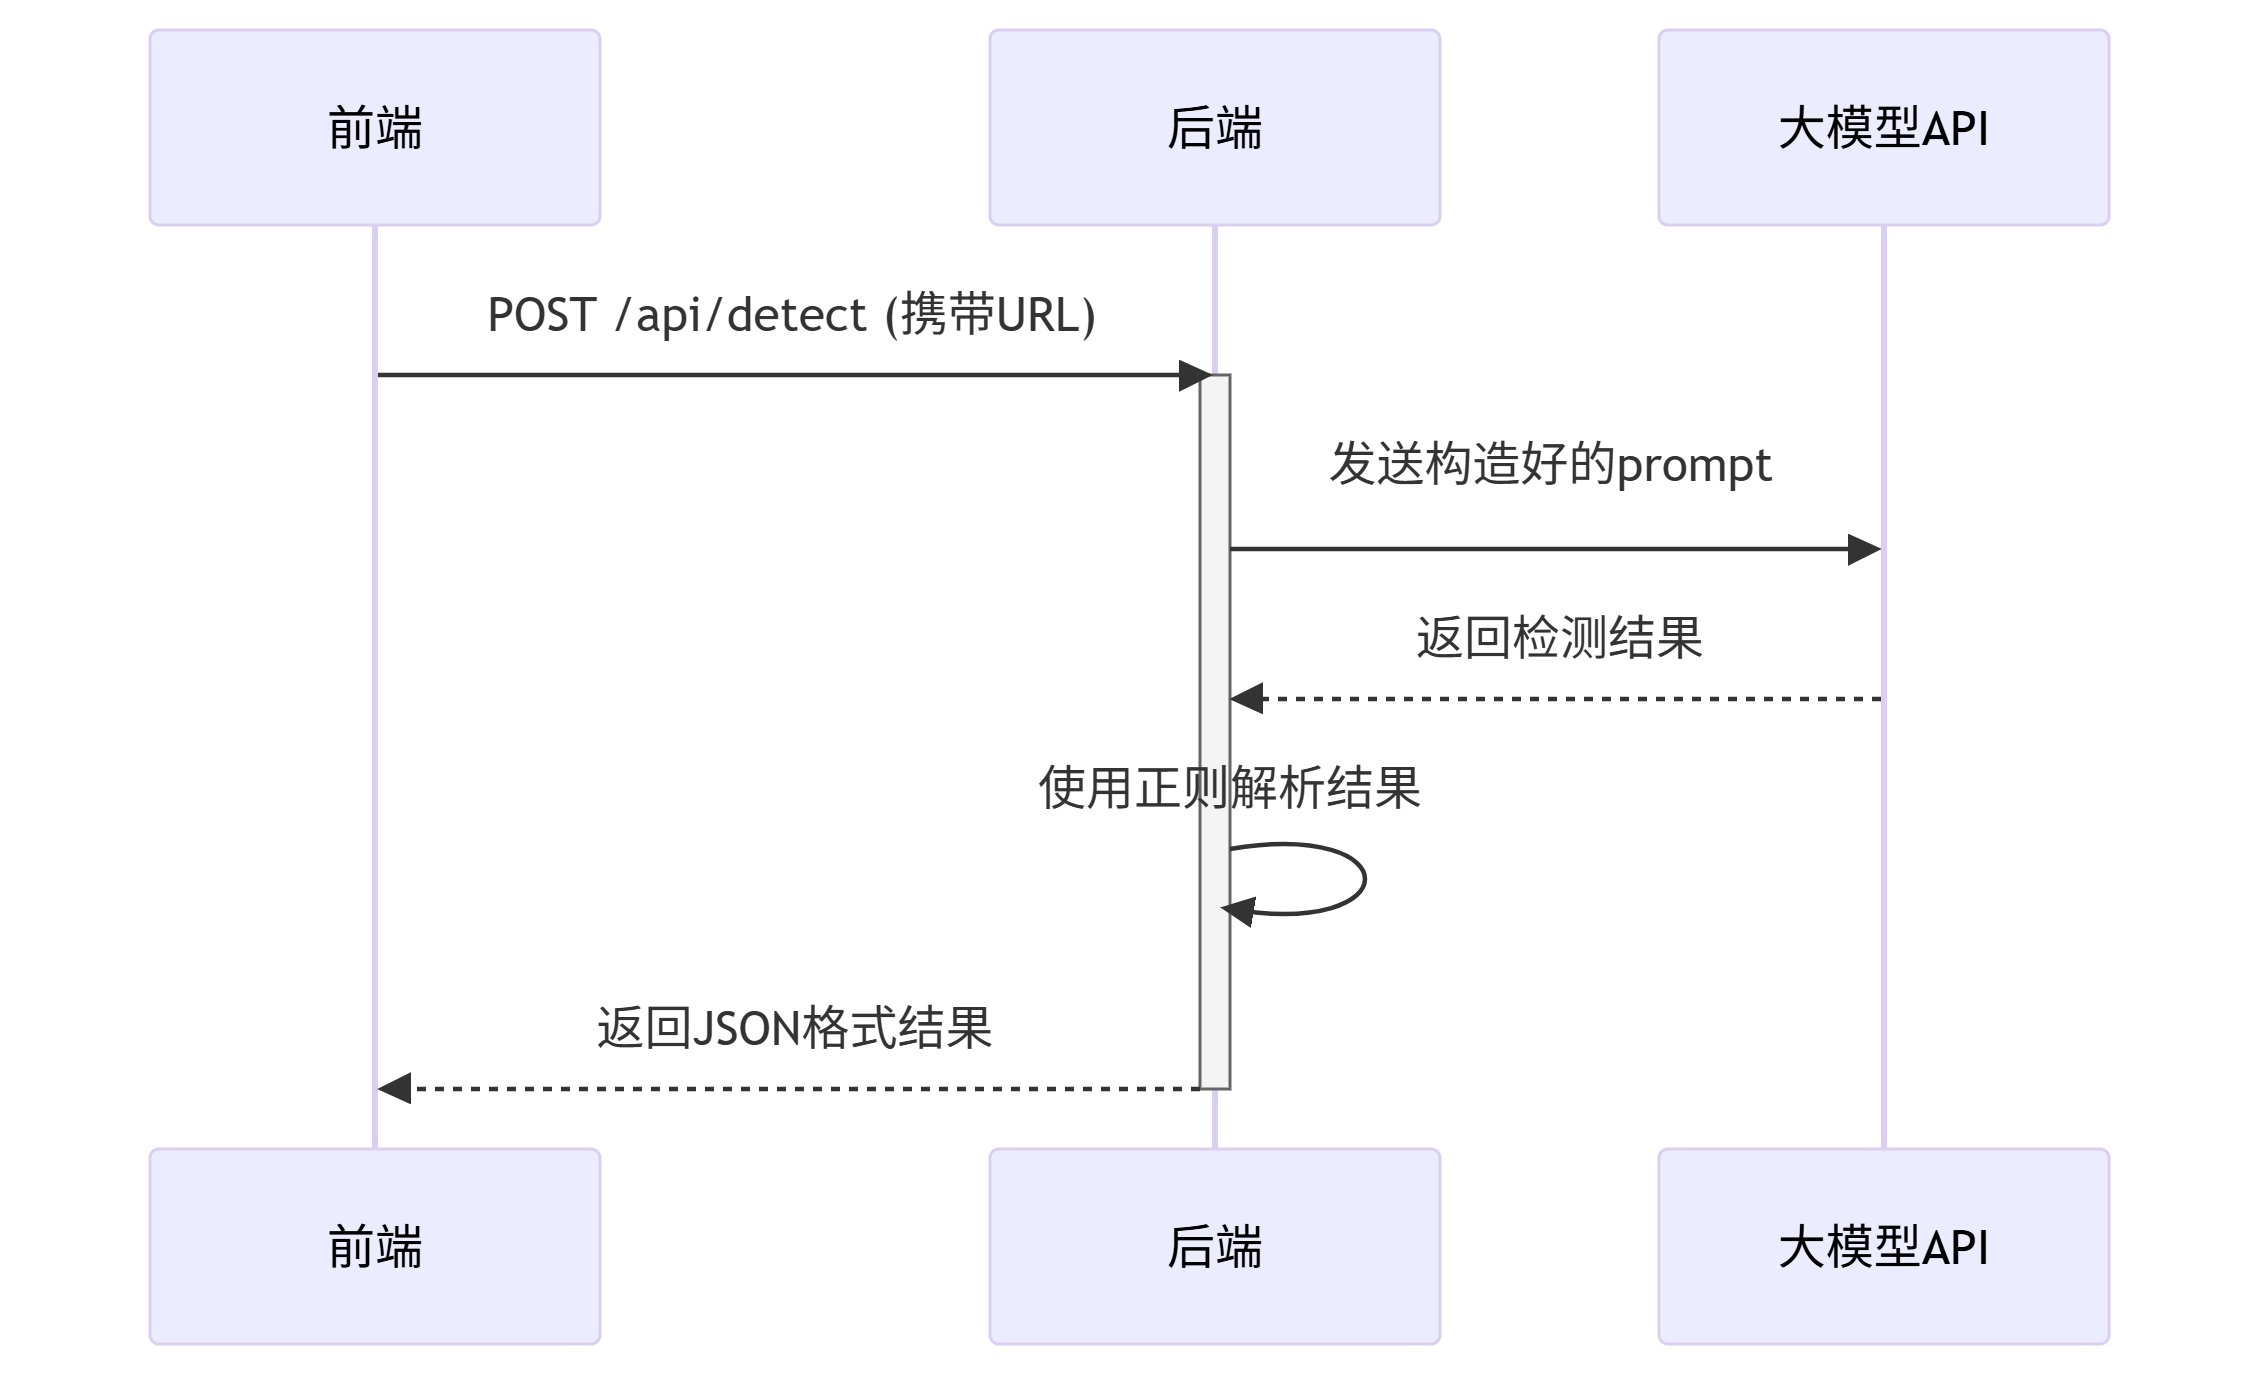 前端
后端
大模型API
POST /api/detect (携带URL)
发送构造好的prompt
返回检测结果
使用正则解析结果
返回JSON格式结果
前端
后端
大模型API